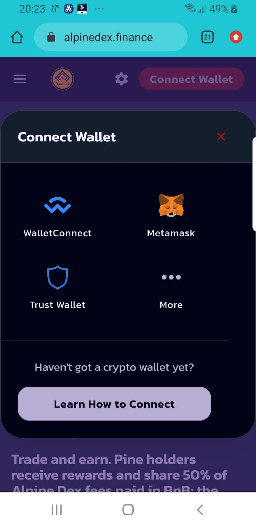 20:23 49%
alpinedex.finance 21
Connect Wallet
Connect Wallet
WalletConnect Metamask
Trust Wallet More
Haven't got a crypto wallet yet?
Learn How to Connect
Trade and earn. Pine holders
receive rewards and share 50% of
Alpine Dex fees paid in BnB: the